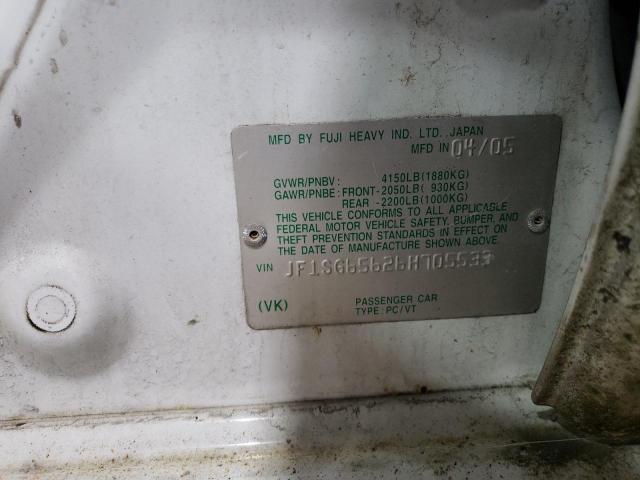 MFD BY FUJI HEAVY IND. LTD. JAPAN
MFD IN 04/05
GVWR/PNBV: 4150LB(1880KG)
GAWR/PNBE: FRONT-2050LB( 930KG)
REAR -2200LB(1000KG)
THIS VEHICLE CONFORMS TO ALL APPLICABLE
FEDERAL MOTOR VEHICLE SAFETY, BUMPER, AND
THEFT PREVENTION STANDARDS IN EFFECT ON
THE DATE OF MANUFACTURE SHOWN ABOVE.
VIN JF1SG65626H705533
(VK) PASSENGER CAR
TYPE:PC/VT